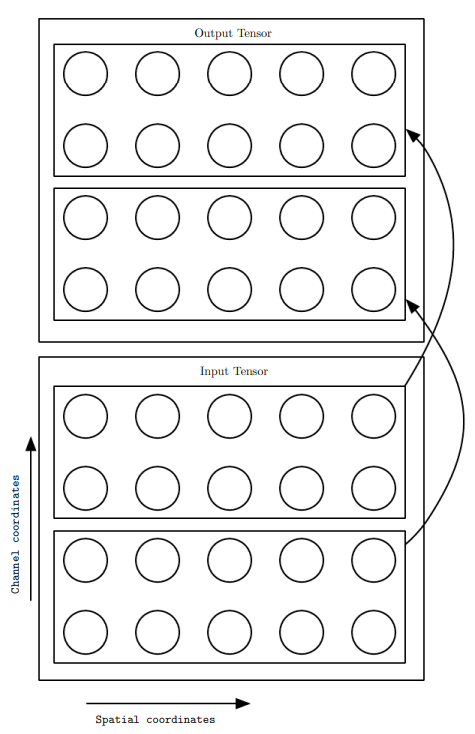 Output Tensor
Input Tensor
Channel coordinates
Spatial coordinates